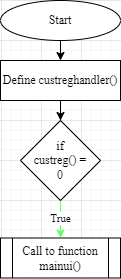 Start
Define custreghandler()
if
custreg() =
0
True
Call to function
mainui()